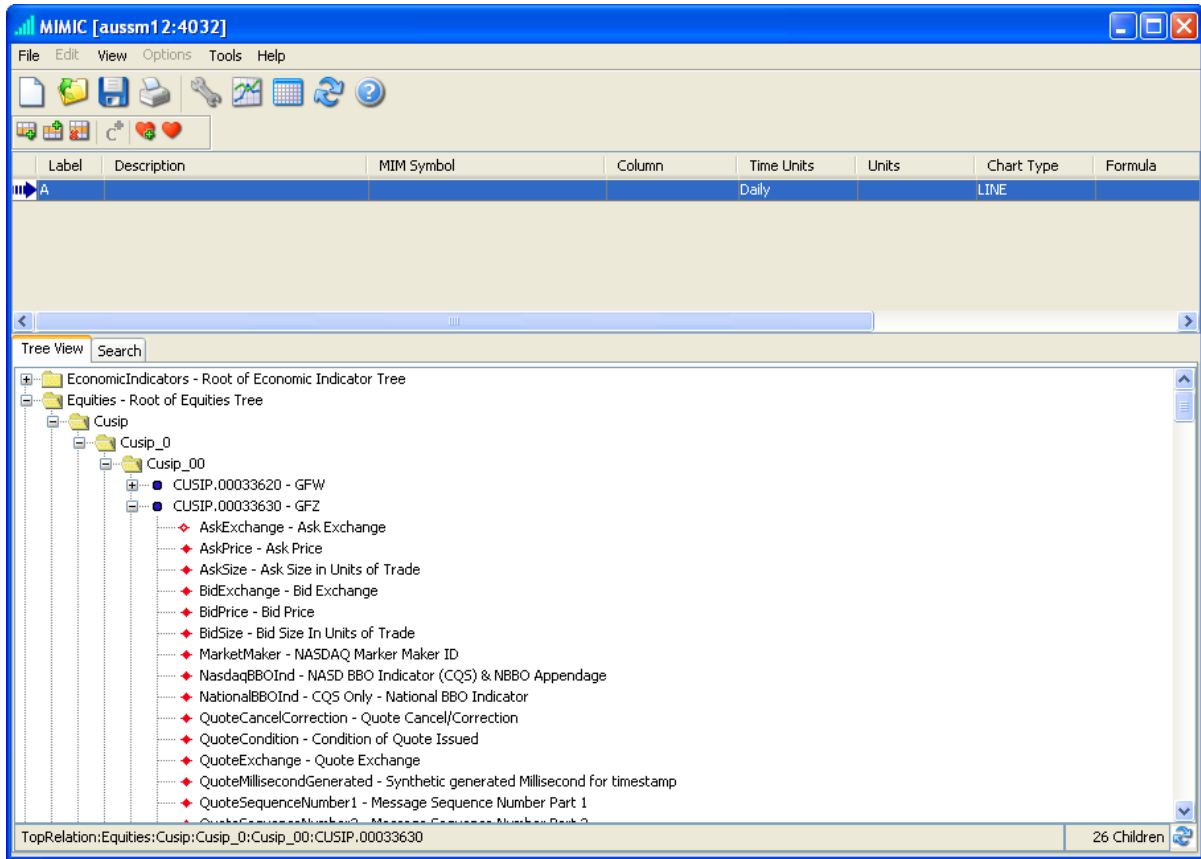 MIMIC [aussm12:4032]
File Edit View Options Tools Help
Label Description MIM Symbol Column Time Units Units Chart Type Formula
A Daily LINE
Tree View Search
EconomicIndicators - Root of Economic Indicator Tree
Equities - Root of Equities Tree
Cusip
Cusip_0
Cusip_00
CUSIP.00033620 - GFW
CUSIP.00033630 - GFZ
AskExchange - Ask Exchange
AskPrice - Ask Price
AskSize - Ask Size in Units of Trade
BidExchange - Bid Exchange
BidPrice - Bid Price
BidSize - Bid Size In Units of Trade
MarketMaker - NASDAQ Marker Maker ID
NasdaqBBOInd - NASD BBO Indicator (CQS) & NBBO Appendage
NationalBBOInd - CQS Only - National BBO Indicator
QuoteCancelCorrection - Quote Cancel/Correction
QuoteCondition - Condition of Quote Issued
QuoteExchange - Quote Exchange
QuoteMillisecondGenerated - Synthetic generated Millisecond for timestamp
QuoteSequenceNumber1 - Message Sequence Number Part 1
QuoteSequenceNumber2 - Message Sequence Number Part 2
TopRelation:Equities:Cusip:Cusip_0:Cusip_00:CUSIP.00033630 26 Children